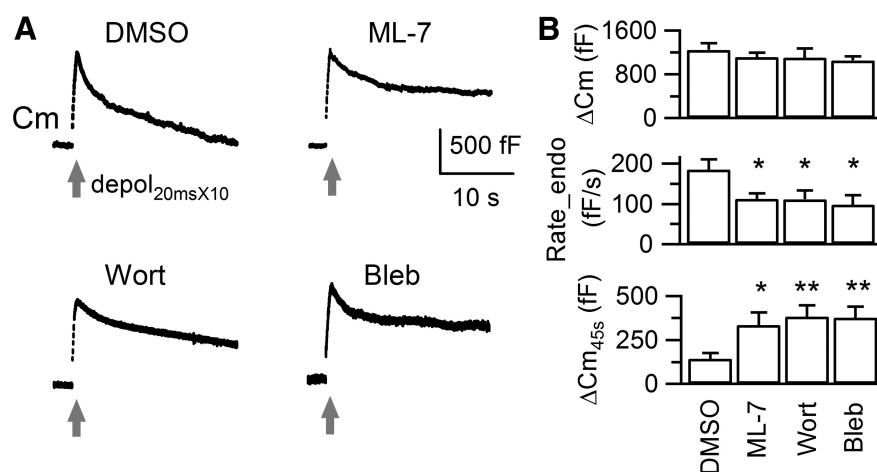 A
DMSO
ML-7
Cm
500 fF
10 s
depol20msX10
Wort
Bleb
B
ΔCm (fF)
1600
800
0
Rate_endo
(fF/s)
200
100
0
* * *
ΔCm45s (fF)
500
250
0
* ** **
DMSO
ML-7
Wort
Bleb